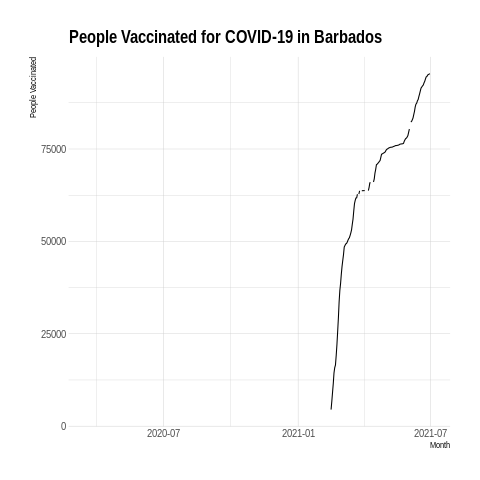 People Vaccinated for COVID-19 in Barbados
People Vaccinated
75000
50000
25000
0
2020-07
2021-01
2021-07
Month